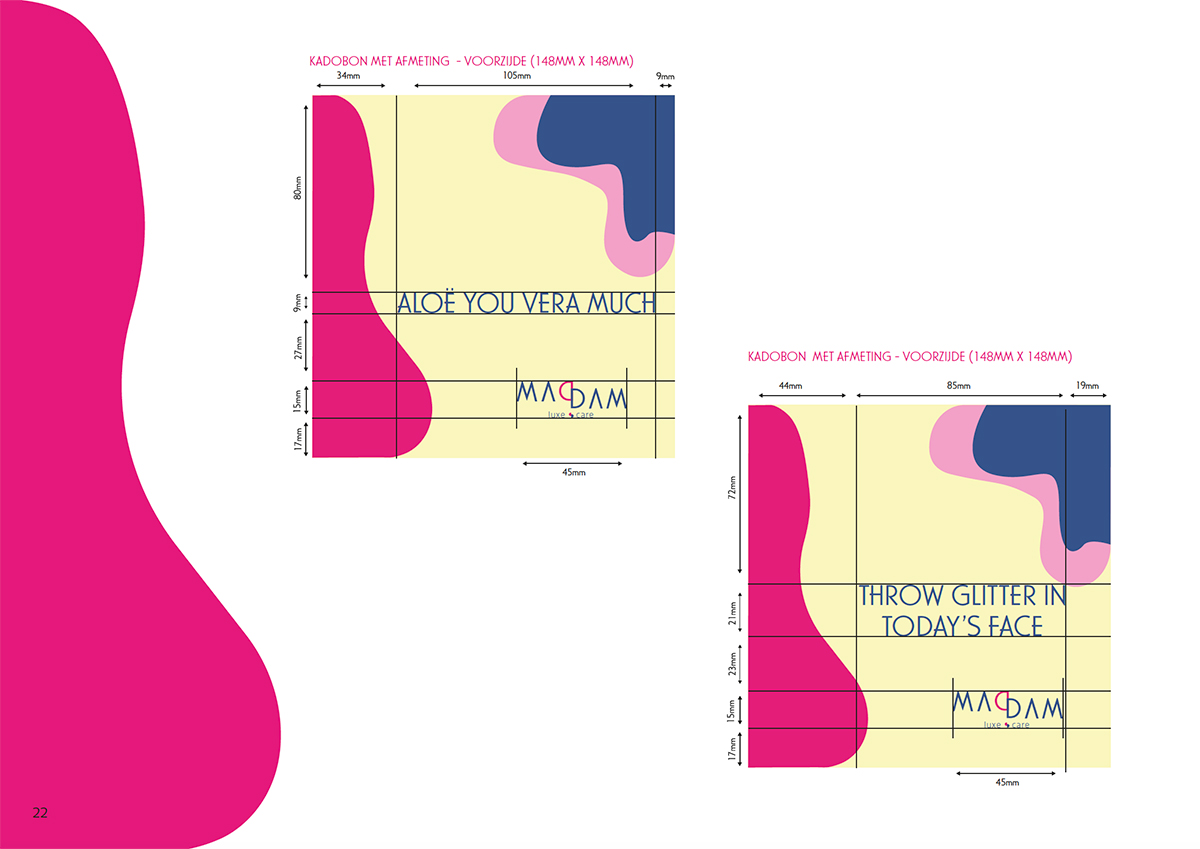 KADOBON MET AFMETING - VOORZIJDE (148MM X 148MM)
34mm 105mm 9mm
80mm
9mm
27mm
15mm
17mm
ALOË YOU VERA MUCH
MADDAM
luxe care
45mm
KADOBON MET AFMETING - VOORZIJDE (148MM X 148MM)
44mm 85mm 19mm
72mm
21mm
23mm
15mm
17mm
THROW GLITTER IN
TODAY'S FACE
MADDAM
luxe care
45mm
22